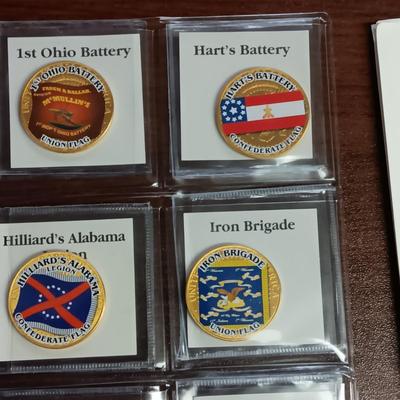 1st Ohio Battery
1st OHIO BATTERY
McMULLIN'S
UNION FLAG
Hart's Battery
HART'S BATTERY
CONFEDERATE FLAG
Hilliard's Alabama
HILLIARD'S ALABAMA
LEGION
CONFEDERATE FLAG
Iron Brigade
IRON BRIGADE
UNION FLAG